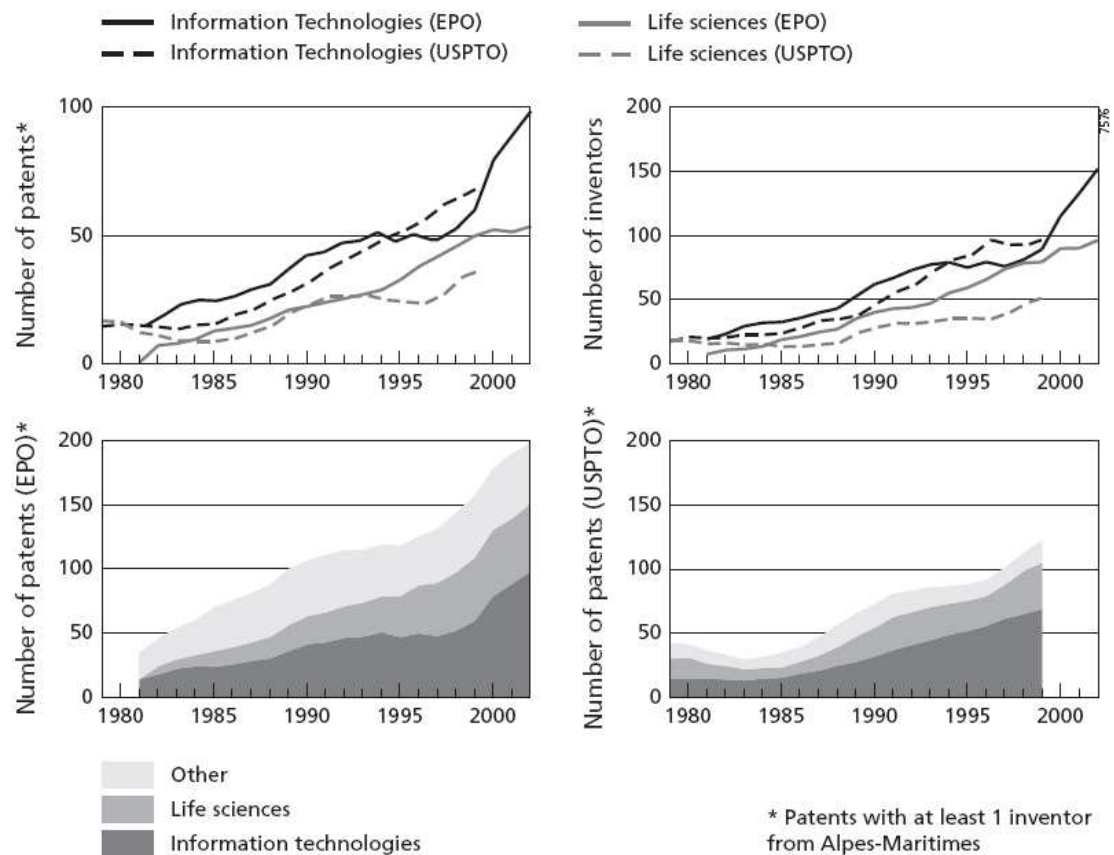 Information Technologies (EPO)
Information Technologies (USPTO)
Life sciences (EPO)
Life sciences (USPTO)
Number of patents*
100
50
0
1980 1985 1990 1995 2000
Number of inventors
200
150
100
50
0
1980 1985 1990 1995 2000
7576
Number of patents (EPO)*
200
150
100
50
0
1980 1985 1990 1995 2000
Number of patents (USPTO)*
200
150
100
50
0
1980 1985 1990 1995 2000
Other
Life sciences
Information technologies
* Patents with at least 1 inventor
from Alpes-Maritimes